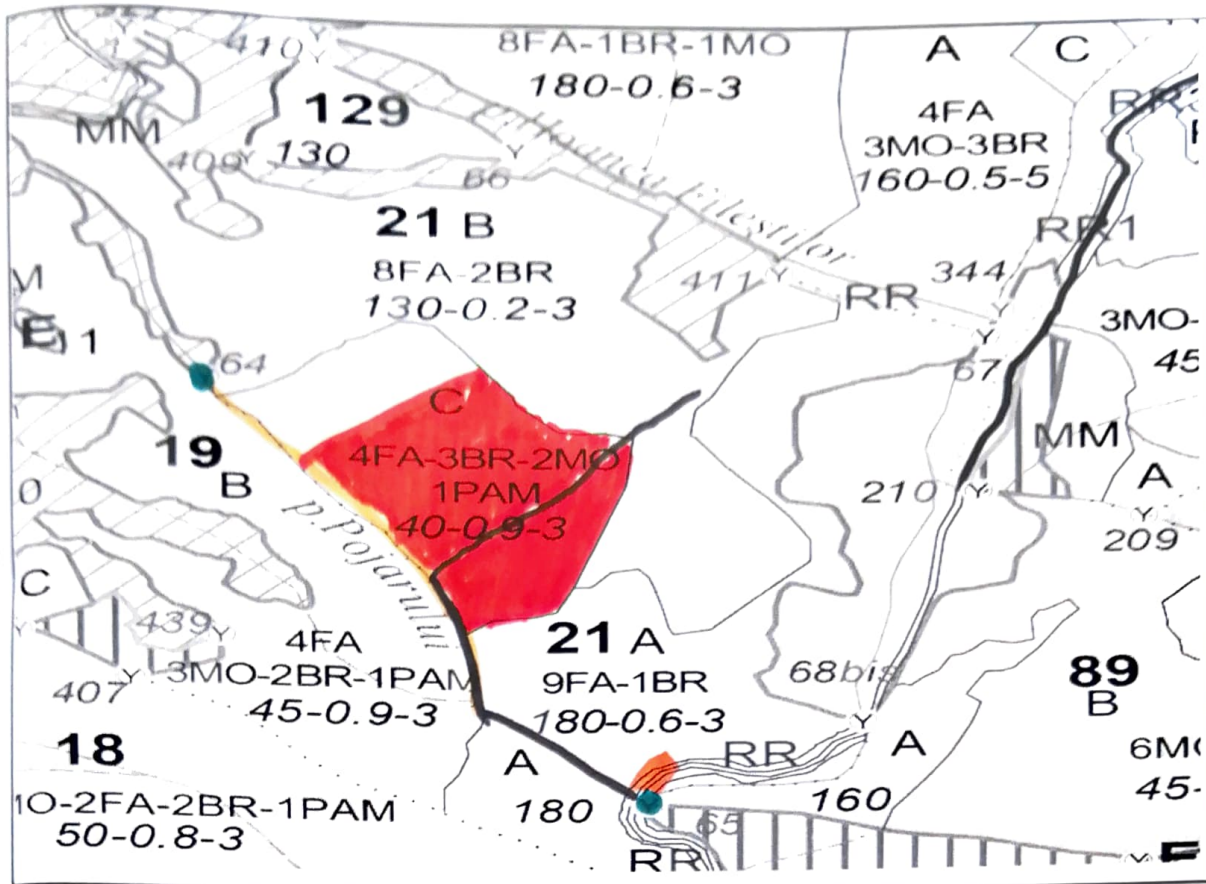 410
8FA-1BR-1MO
180-0.6-3
A
C
129
MM
409
130
66
4FA
3MO-3BR
160-0.5-5
21 B
8FA-2BR
130-0.2-3
RR1
411
RR
344
67
3MO-
45
M
64
C
4FA-3BR-2MO
1PAM
40-0.9-3
19
B
p.Pojarului
MM
A
210
209
C
439
407
4FA
3MO-2BR-1PAM
45-0.9-3
21 A
9FA-1BR
180-0.6-3
68bis
89
B
18
A
180
RR
A
160
65
RR
45-
2FA-2BR-1PAM
50-0.8-3